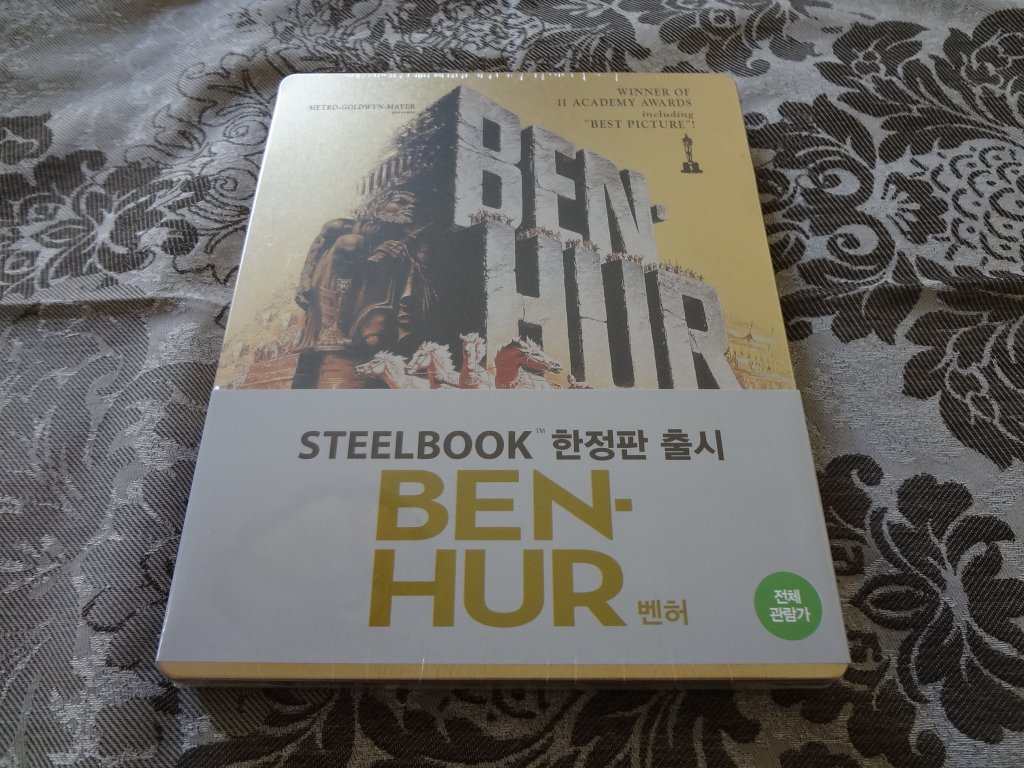 METRO-GOLDWYN-MAYER
presents
WINNER OF
11 ACADEMY AWARDS
including
"BEST PICTURE"!
BEN-
HUR
STEELBOOK™ 한정판 출시
BEN-
HUR 벤허
전체
관람가